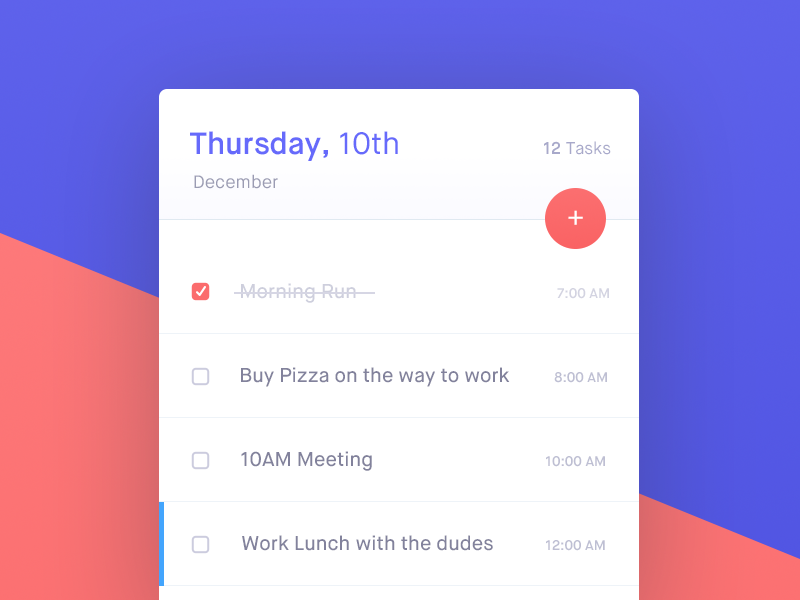 Thursday, 10th
12 Tasks
December
+
Morning Run
7:00 AM
Buy Pizza on the way to work
8:00 AM
10AM Meeting
10:00 AM
Work Lunch with the dudes
12:00 AM